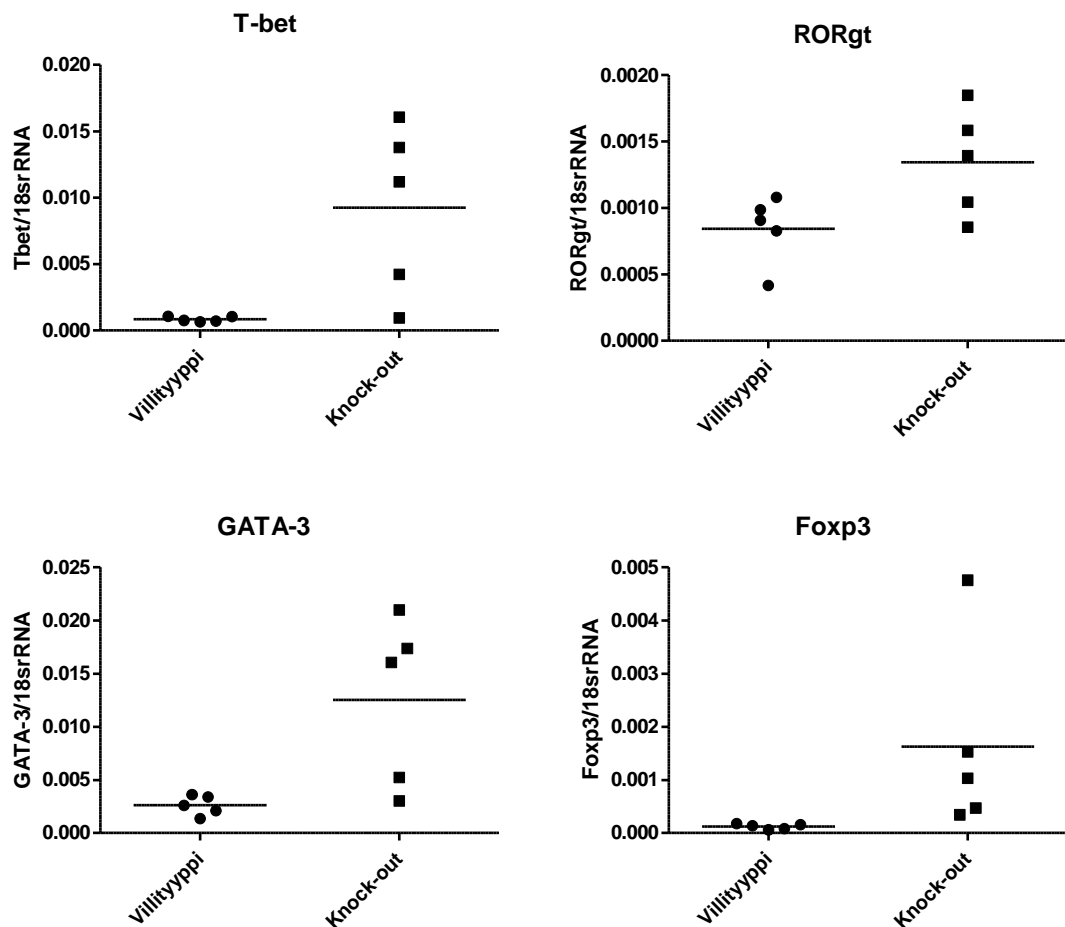 T-bet
Tbet/18srRNA
0.020
0.015
0.010
0.005
0.000
Villityyppi
Knock-out
RORgt
RORgt/18srRNA
0.0020
0.0015
0.0010
0.0005
0.0000
Villityyppi
Knock-out
GATA-3
GATA-3/18srRNA
0.025
0.020
0.015
0.010
0.005
0.000
Villityyppi
Knock-out
Foxp3
Foxp3/18srRNA
0.005
0.004
0.003
0.002
0.001
0.000
Villityyppi
Knock-out